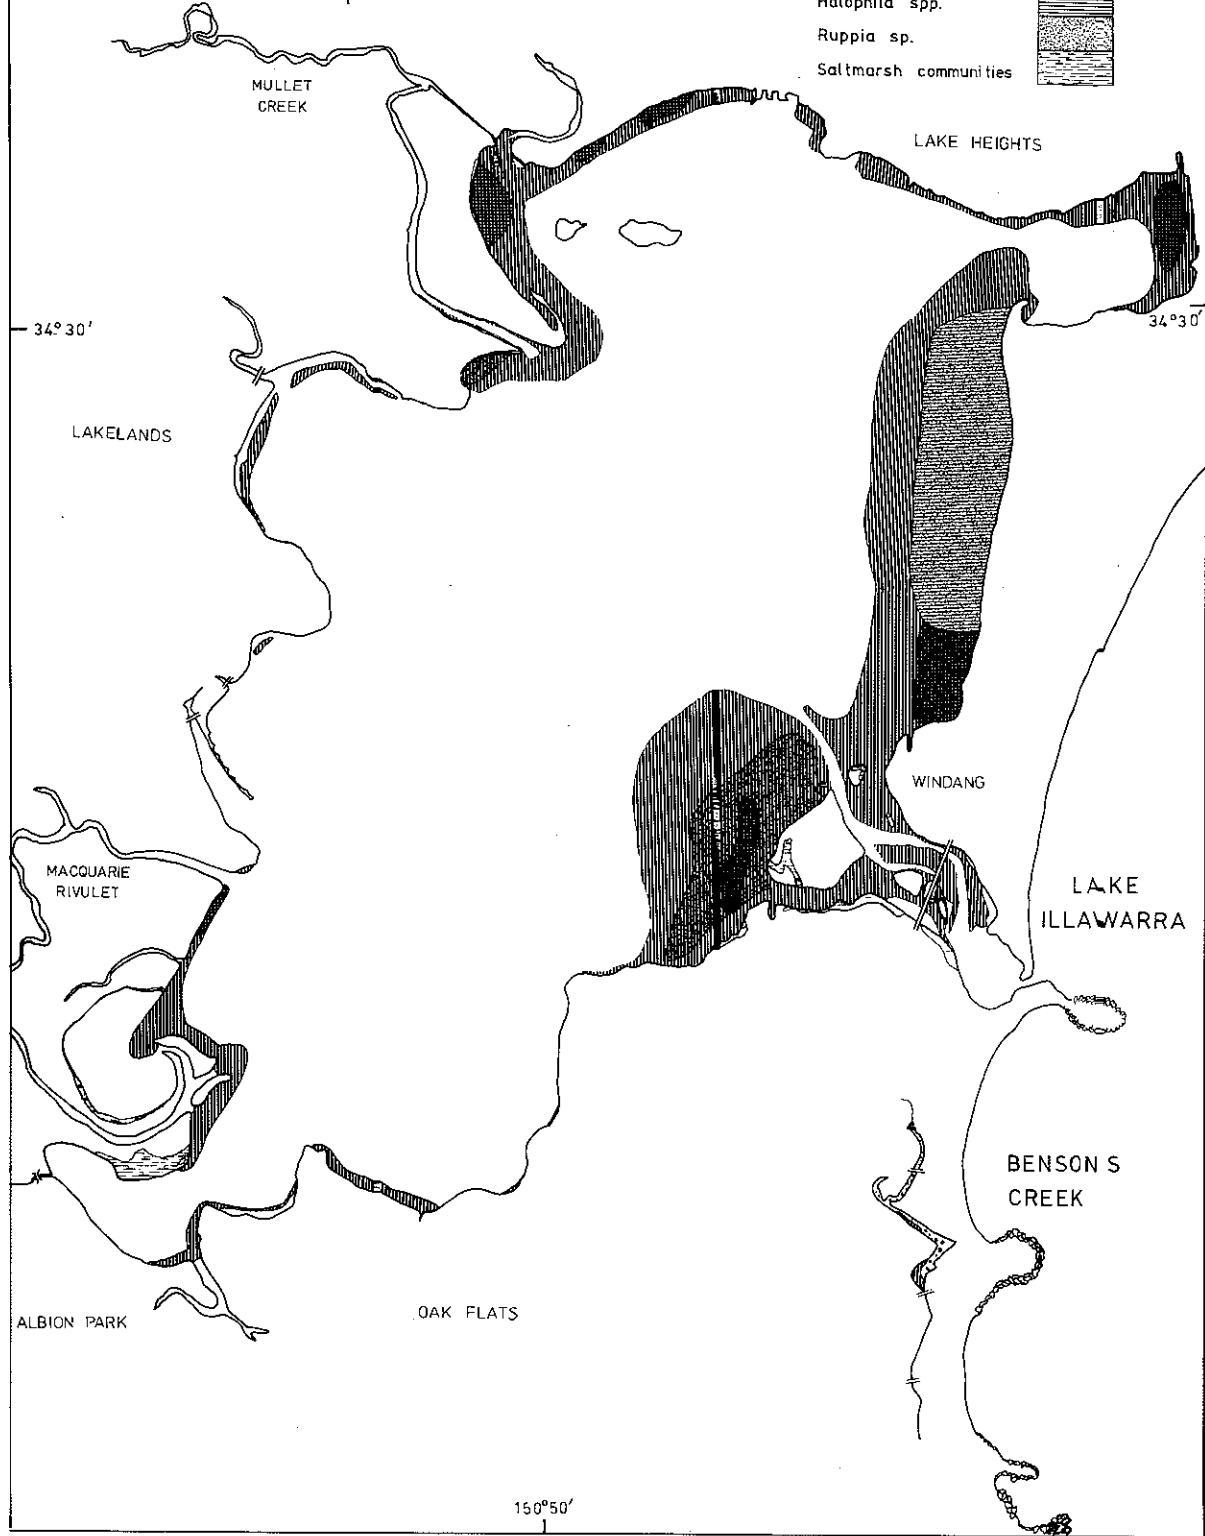 Halophila spp.
Ruppia sp.
Saltmarsh communities
MULLET
CREEK
LAKE HEIGHTS
34° 30'
34°30'
LAKELANDS
WINDANG
MACQUARIE
RIVULET
LAKE
ILLAWARRA
BENSONS
CREEK
ALBION PARK
OAK FLATS
150°50'